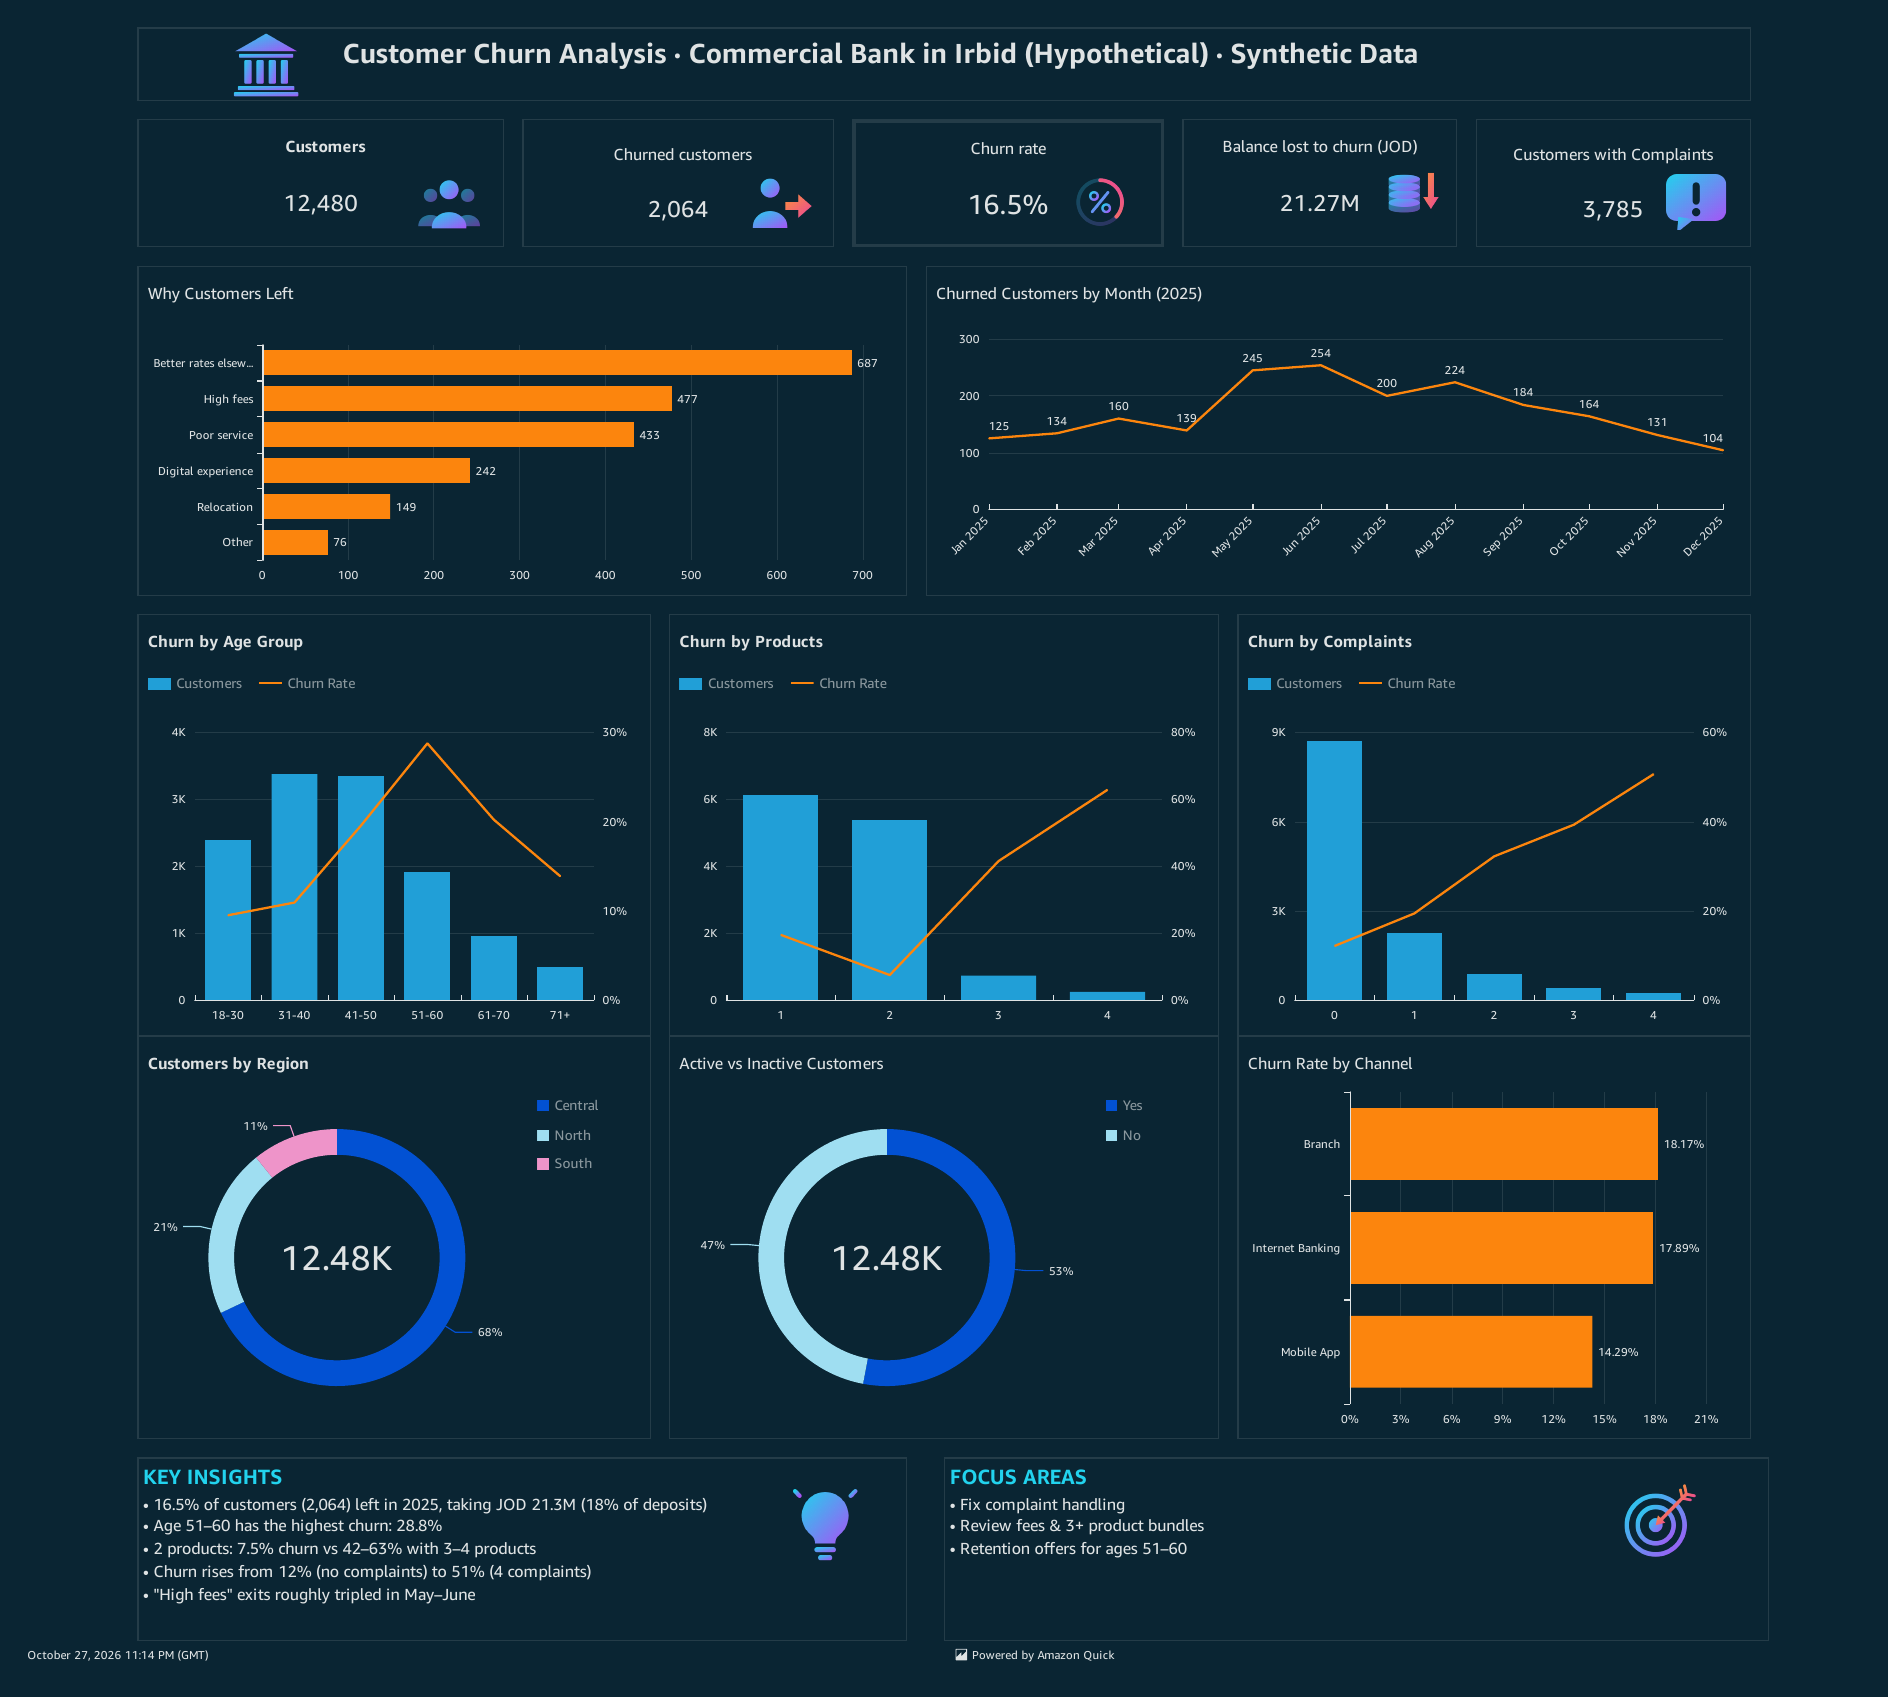 Customer Churn Analysis · Commercial Bank in Irbid (Hypothetical) · Synthetic Data
Customers
12,480
Churned customers
2,064
Churn rate
16.5%
Balance lost to churn (JOD)
21.27M
Customers with Complaints
3,785
Why Customers Left
Better rates elsew...
687
High fees
477
Poor service
433
Digital experience
242
Relocation
149
Other
76
0 100 200 300 400 500 600 700
Churned Customers by Month (2025)
300
200
100
0
125 134 160 139 245 254 200 224 184 164 131 104
Jan 2025 Feb 2025 Mar 2025 Apr 2025 May 2025 Jun 2025 Jul 2025 Aug 2025 Sep 2025 Oct 2025 Nov 2025 Dec 2025
Churn by Age Group
Customers Churn Rate
4K 30%
3K
20%
2K
10%
1K
0 0%
18-30 31-40 41-50 51-60 61-70 71+
Churn by Products
Customers Churn Rate
8K 80%
6K 60%
4K 40%
2K 20%
0 0%
1 2 3 4
Churn by Complaints
Customers Churn Rate
9K 60%
6K 40%
3K 20%
0 0%
0 1 2 3 4
Customers by Region
Central
North
South
11%
21%
12.48K
68%
Active vs Inactive Customers
Yes
No
47%
12.48K
53%
Churn Rate by Channel
Branch
18.17%
Internet Banking
17.89%
Mobile App
14.29%
0% 3% 6% 9% 12% 15% 18% 21%
KEY INSIGHTS
• 16.5% of customers (2,064) left in 2025, taking JOD 21.3M (18% of deposits)
• Age 51–60 has the highest churn: 28.8%
• 2 products: 7.5% churn vs 42–63% with 3–4 products
• Churn rises from 12% (no complaints) to 51% (4 complaints)
• "High fees" exits roughly tripled in May–June
FOCUS AREAS
• Fix complaint handling
• Review fees & 3+ product bundles
• Retention offers for ages 51–60
October 27, 2026 11:14 PM (GMT)
Powered by Amazon Quick